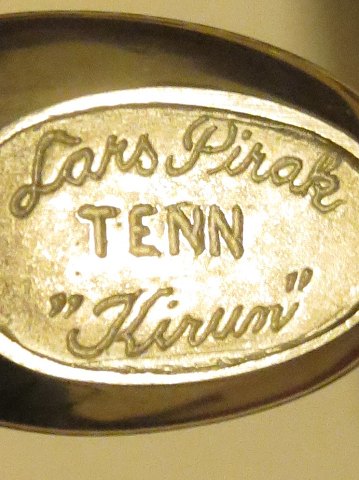 Lars Pirak
TENN
"Kirun"